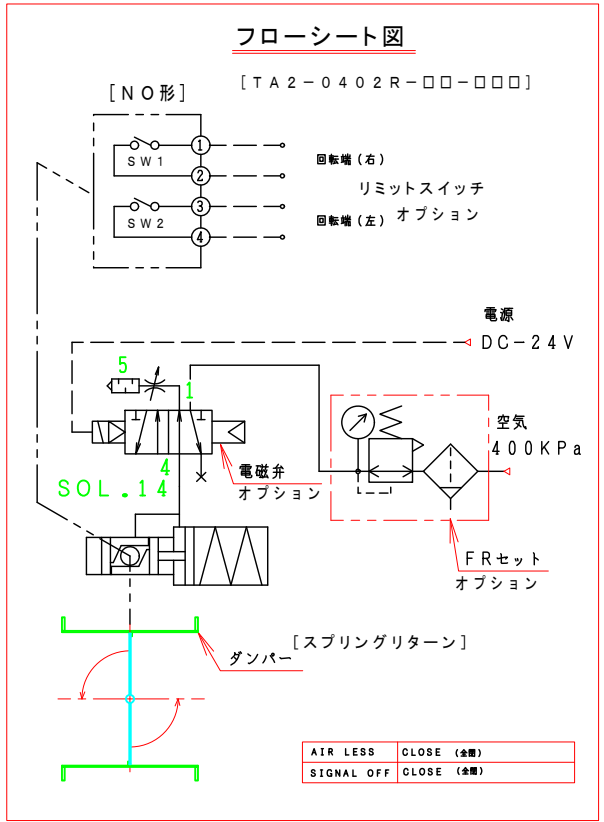 フローシート図
[TA2-0402R-□□-□□□]
[NO形]
SW1
1
2
回転端(右)
リミットスイッチ
オプション
SW2
3
4
回転端(左)
電源
DC-24V
5
1
空気
400KPa
4
SOL.14
電磁弁
オプション
FRセット
オプション
[スプリングリターン]
ダンパー
AIR LESS CLOSE (全閉)
SIGNAL OFF CLOSE (全閉)